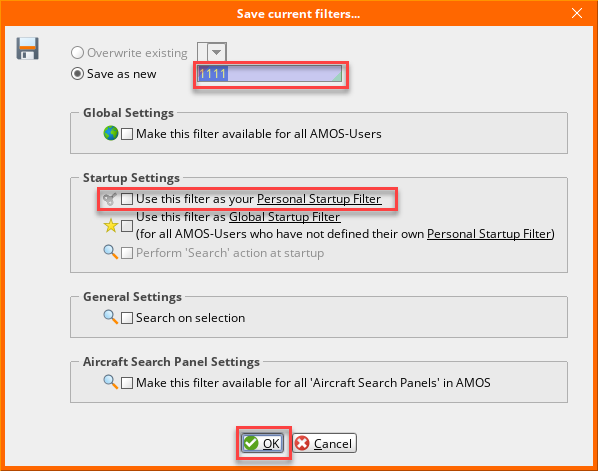 Save current filters...
Overwrite existing
Save as new 1111
Global Settings
Make this filter available for all AMOS-Users
Startup Settings
Use this filter as your Personal Startup Filter
Use this filter as Global Startup Filter
(for all AMOS-Users who have not defined their own Personal Startup Filter)
Perform 'Search' action at startup
General Settings
Search on selection
Aircraft Search Panel Settings
Make this filter available for all 'Aircraft Search Panels' in AMOS
OK Cancel